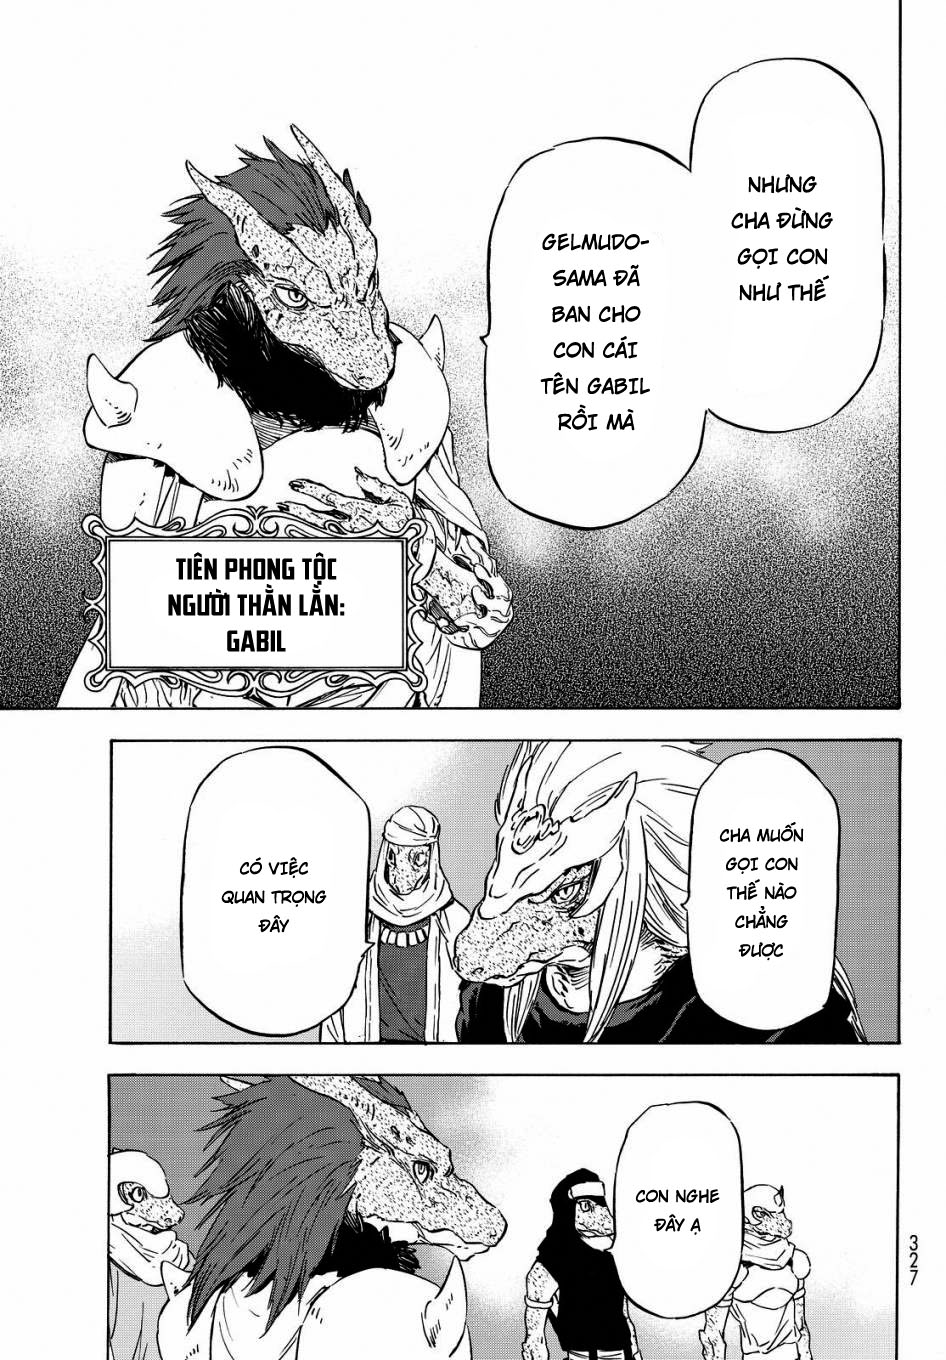 NHƯNG
CHA ĐỪNG
GỌI CON
NHƯ THẾ
GELMUDO-
SAMA ĐÃ
BAN CHO
CON CÁI
TÊN GABIL
RỒI MÀ
TIÊN PHONG TỘC
NGƯỜI THẰN LẰN:
GABIL
CHA MUỐN
GỌI CON
THẾ NÀO
CHẲNG
ĐƯỢC
CÓ VIỆC
QUAN TRỌNG
ĐÂY
CON NGHE
ĐÂY Ạ
327